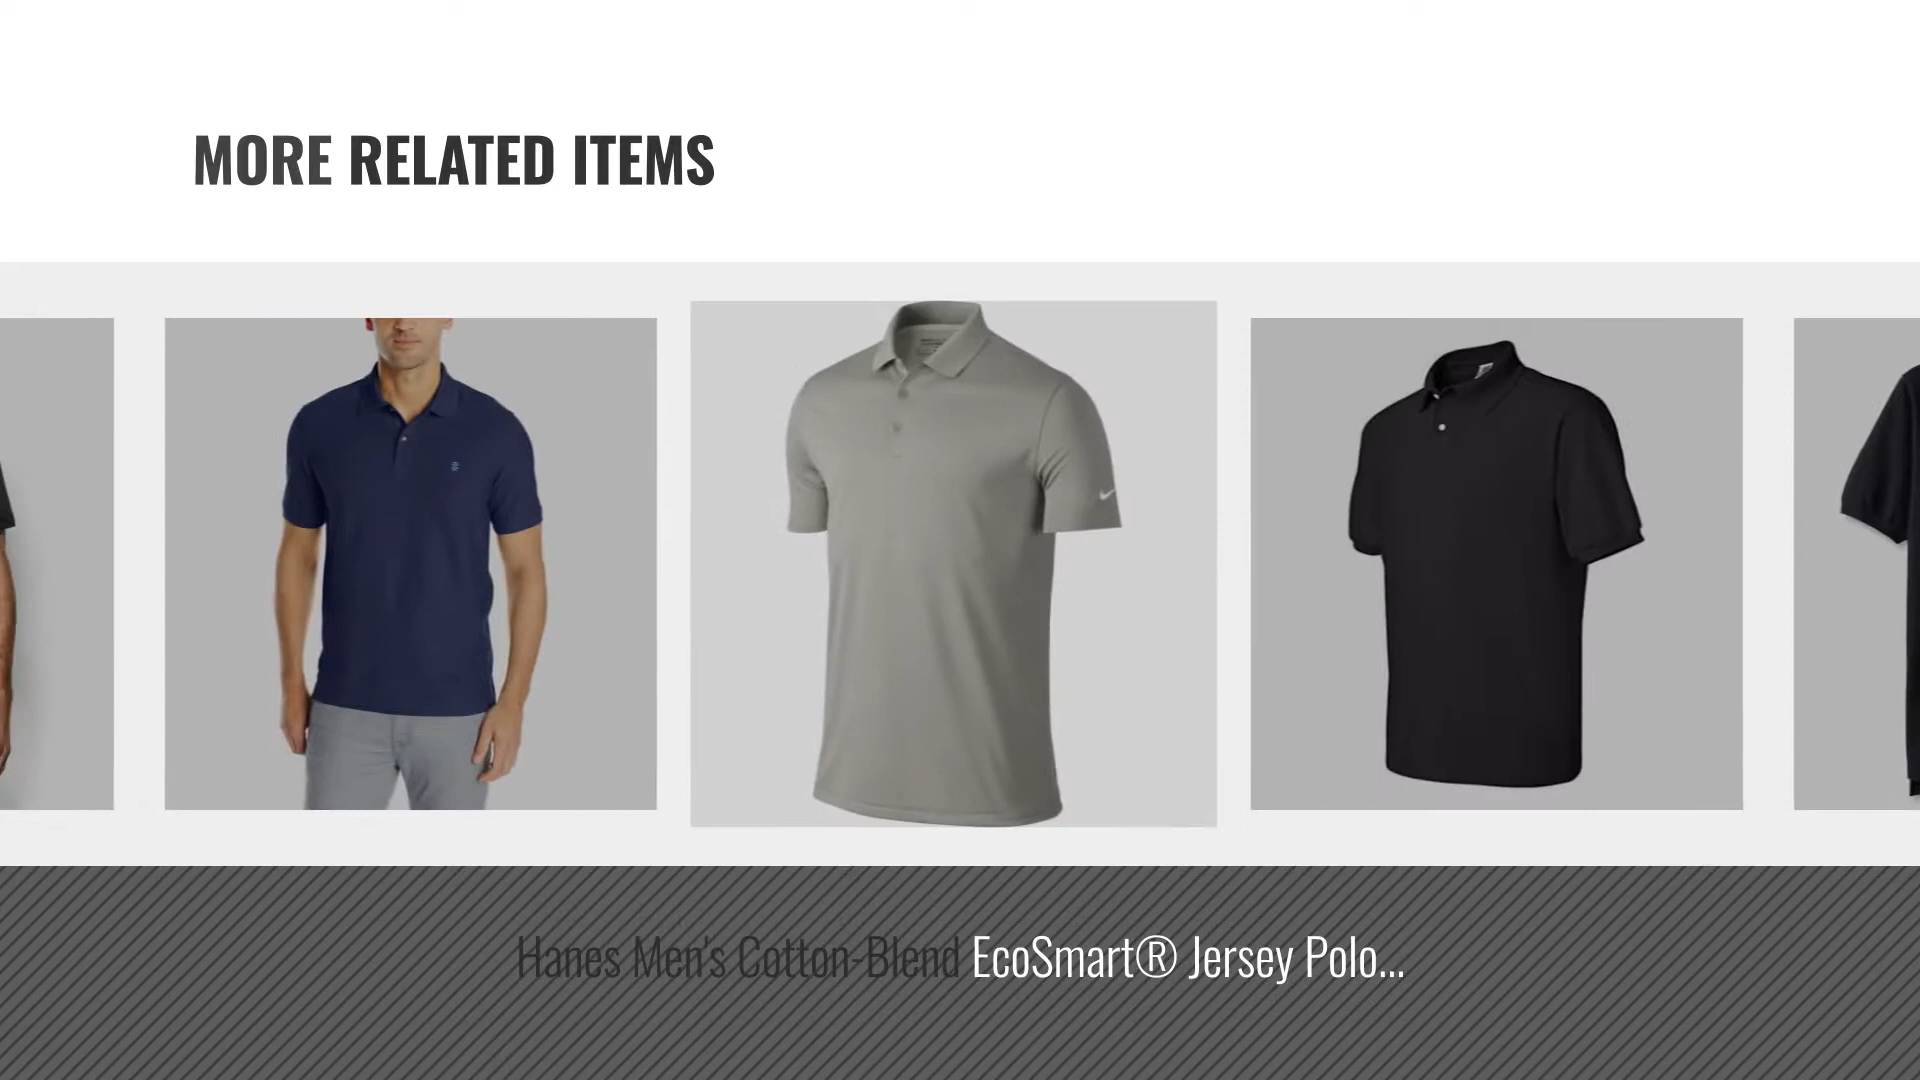 MORE RELATED ITEMS
Hanes Men's Cotton-Blend EcoSmart® Jersey Polo...